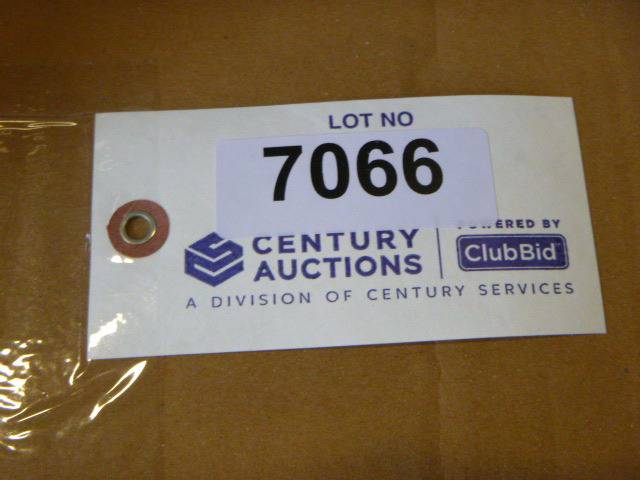 LOT NO
7066
CENTURY
AUCTIONS
POWERED BY
ClubBid
A DIVISION OF CENTURY SERVICES